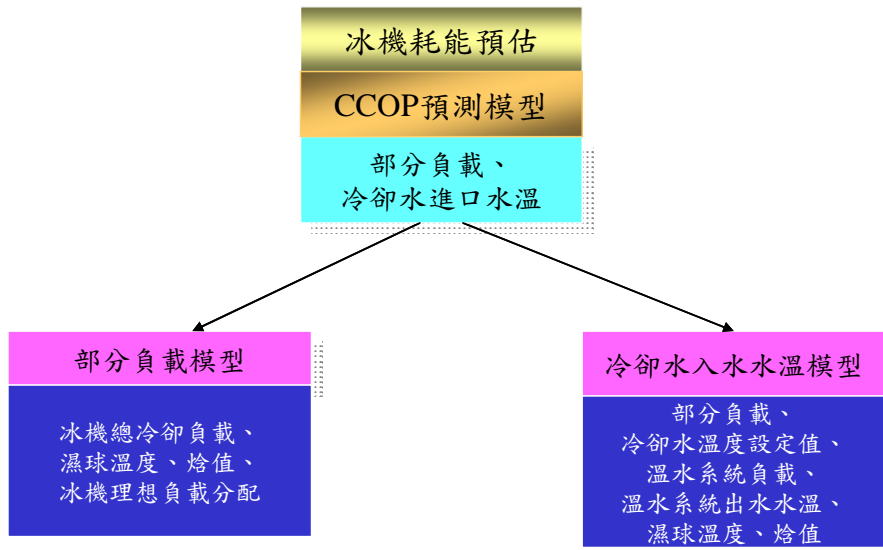 冰機耗能預估
CCOP預測模型
部分負載、
冷卻水進口水溫
部分負載模型
冰機總冷卻負載、
濕球溫度、焓值、
冰機理想負載分配
冷卻水入水水溫模型
部分負載、
冷卻水溫度設定值、
溫水系統負載、
溫水系統出水水溫、
濕球溫度、焓值